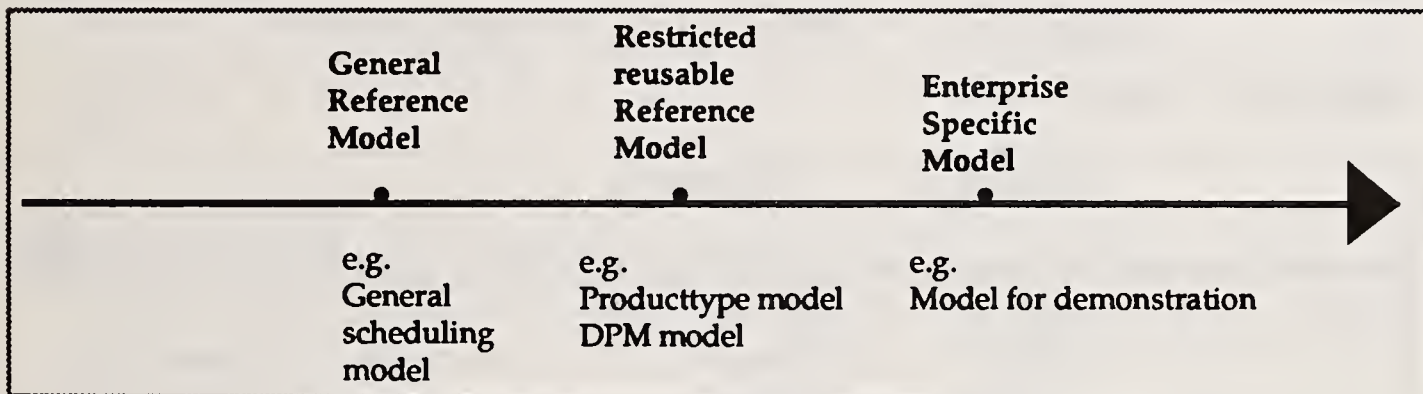 General
Reference
Model
Restricted
reusable
Reference
Model
Enterprise
Specific
Model
e.g.
General
scheduling
model
e.g.
Producttype model
DPM model
e.g.
Model for demonstration